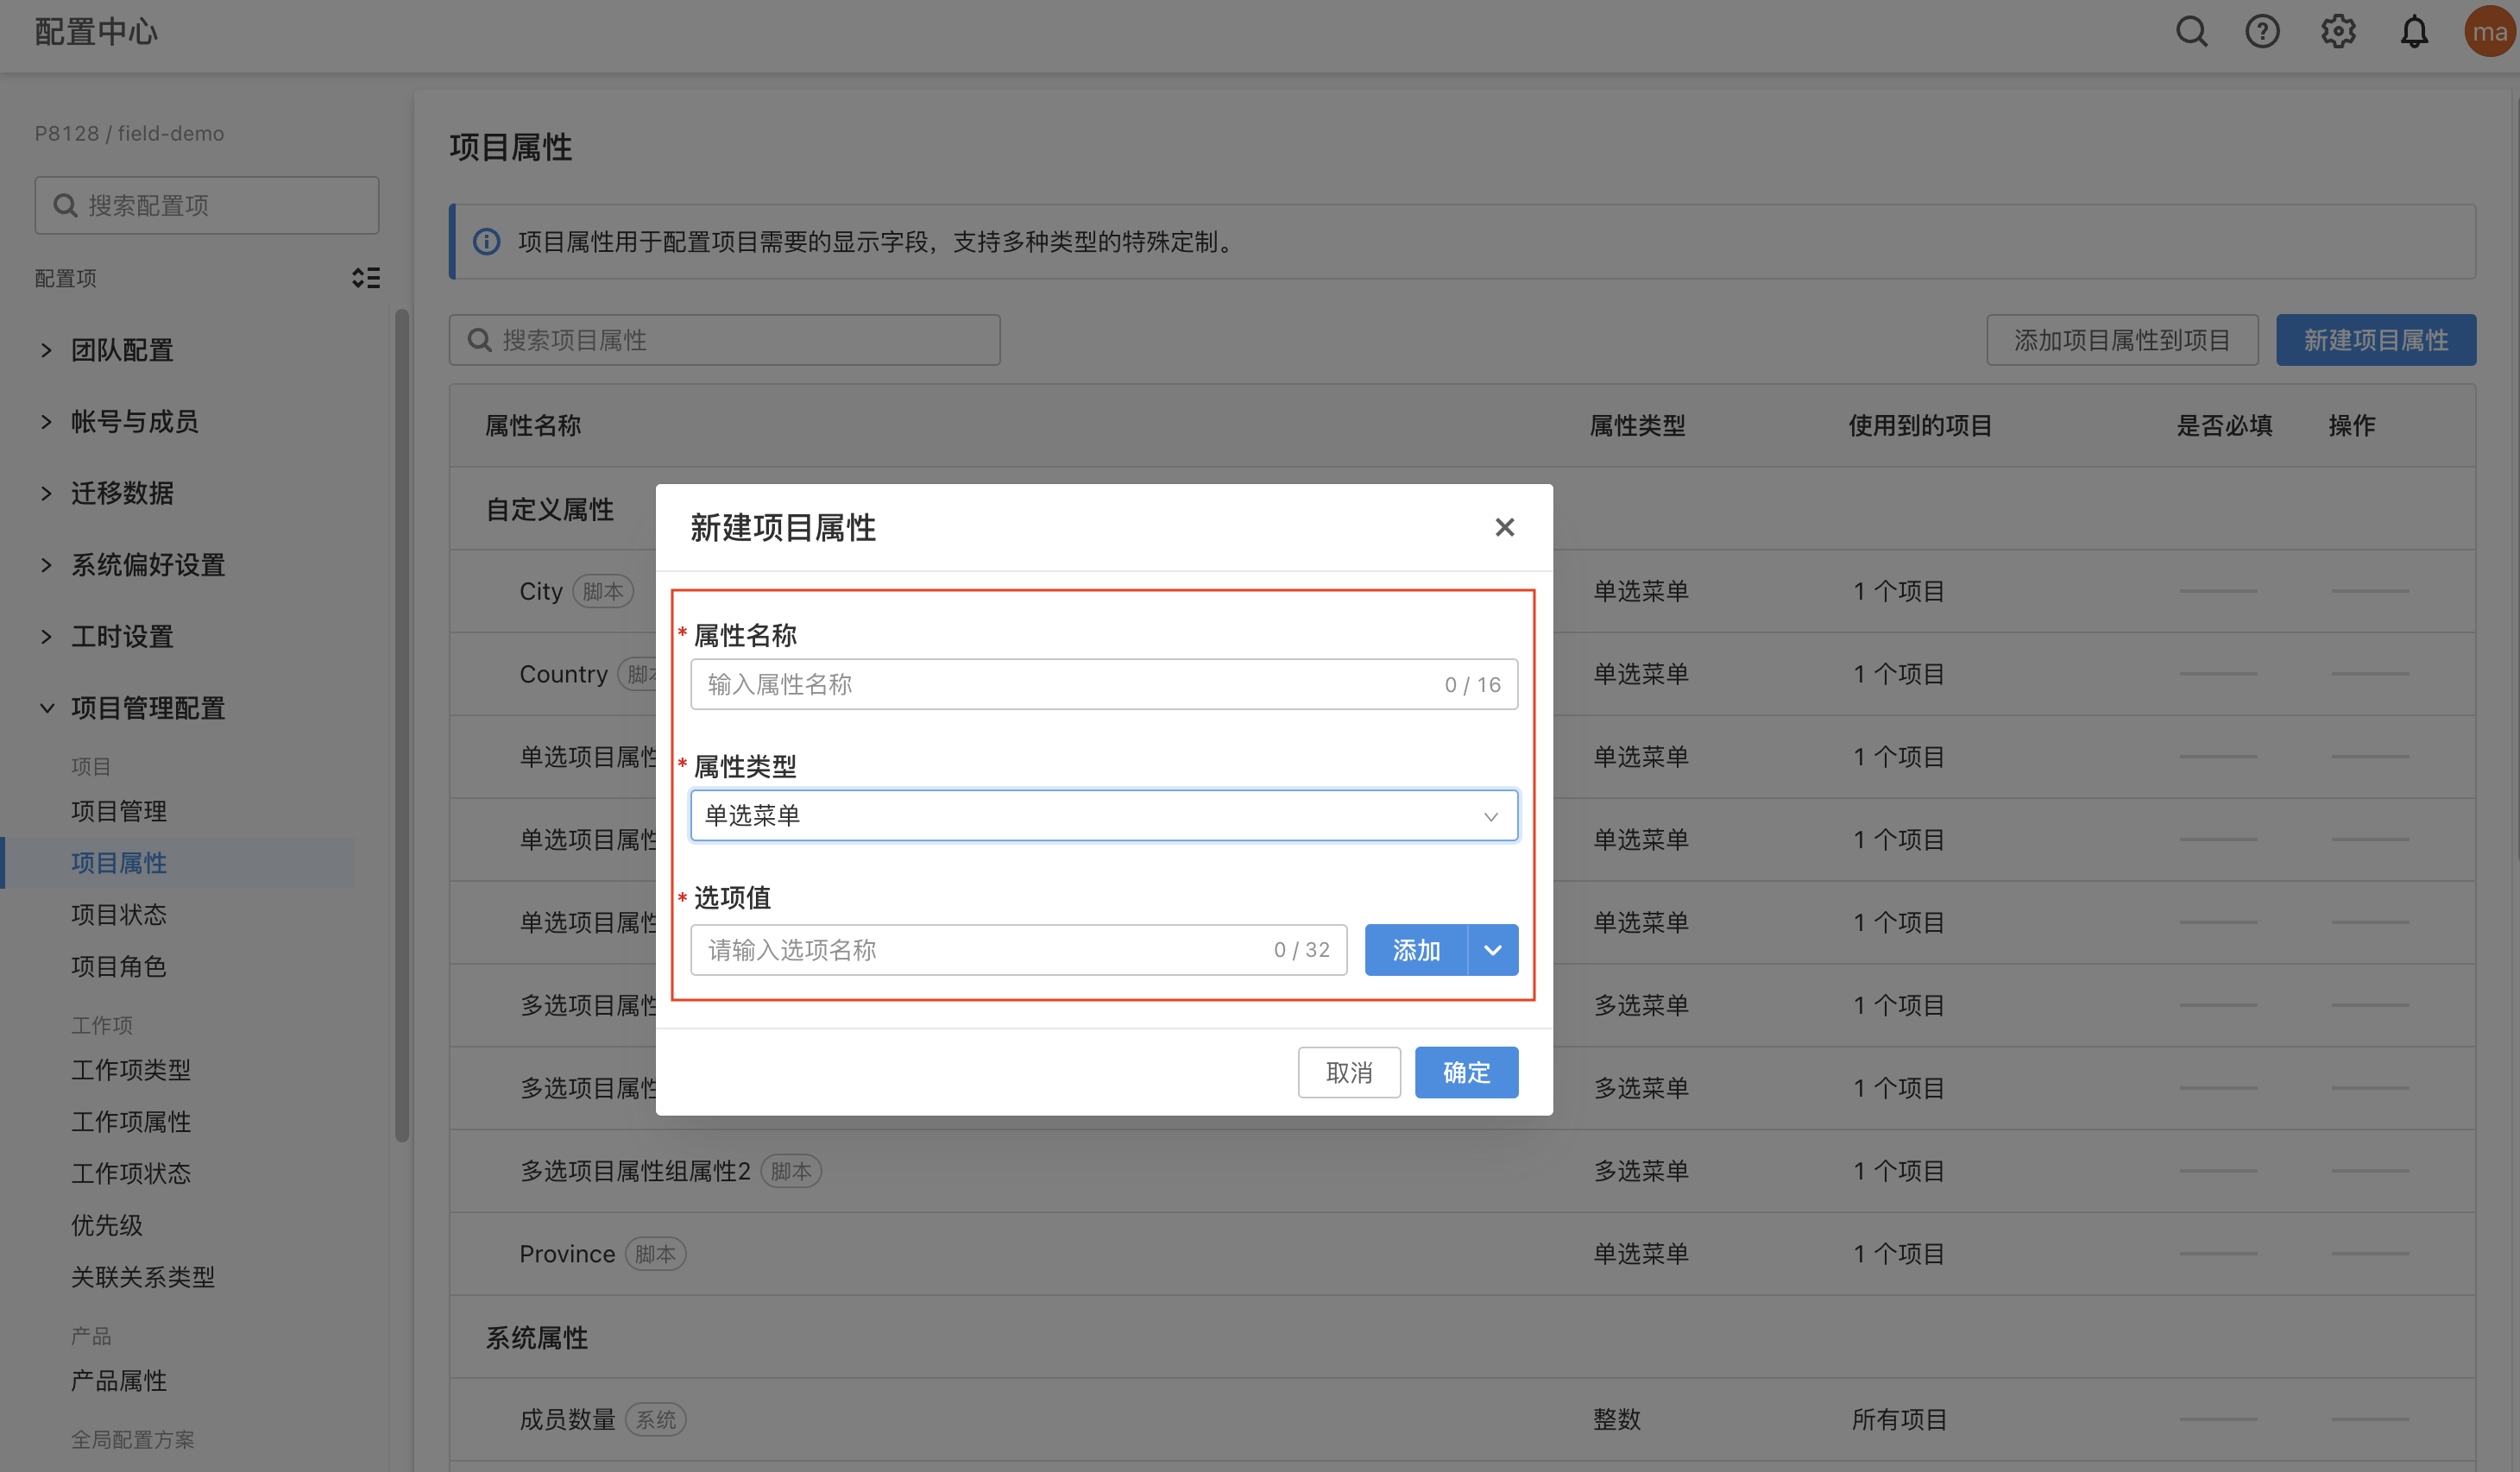 配置中心
ma
P8128 / field-demo
搜索配置项
配置项
团队配置
帐号与成员
迁移数据
系统偏好设置
工时设置
项目管理配置
项目
项目管理
项目属性
项目状态
项目角色
工作项
工作项类型
工作项属性
工作项状态
优先级
关联关系类型
产品
产品属性
全局配置方案
项目属性
项目属性用于配置项目需要的显示字段，支持多种类型的特殊定制。
搜索项目属性
添加项目属性到项目
新建项目属性
属性名称 属性类型 使用到的项目 是否必填 操作
自定义属性
City 脚本 单选菜单 1 个项目
Country 单选菜单 1 个项目
单选项目属性 单选菜单 1 个项目
单选项目属性 单选菜单 1 个项目
单选项目属性 单选菜单 1 个项目
多选项目属性 多选菜单 1 个项目
多选项目属性 多选菜单 1 个项目
多选项目属性组属性2 脚本 多选菜单 1 个项目
Province 脚本 单选菜单 1 个项目
系统属性
成员数量 系统 整数 所有项目
新建项目属性
* 属性名称
输入属性名称 0 / 16
* 属性类型
单选菜单
* 选项值
请输入选项名称 0 / 32
添加
取消
确定